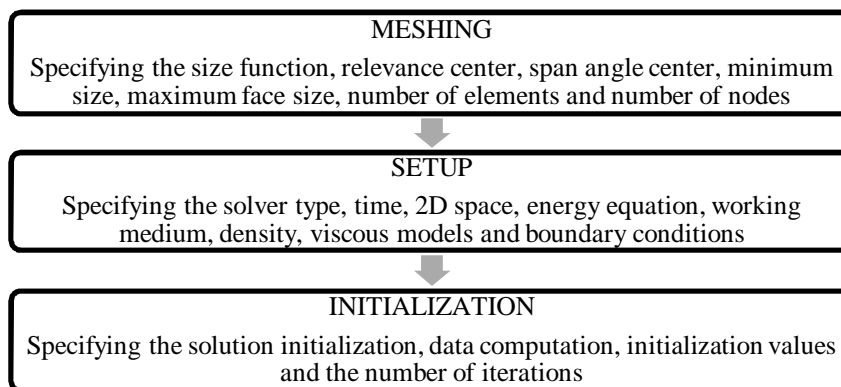 MESHING
Specifying the size function, relevance center, span angle center, minimum
size, maximum face size, number of elements and number of nodes
SETUP
Specifying the solver type, time, 2D space, energy equation, working
medium, density, viscous models and boundary conditions
INITIALIZATION
Specifying the solution initialization, data computation, initialization values
and the number of iterations